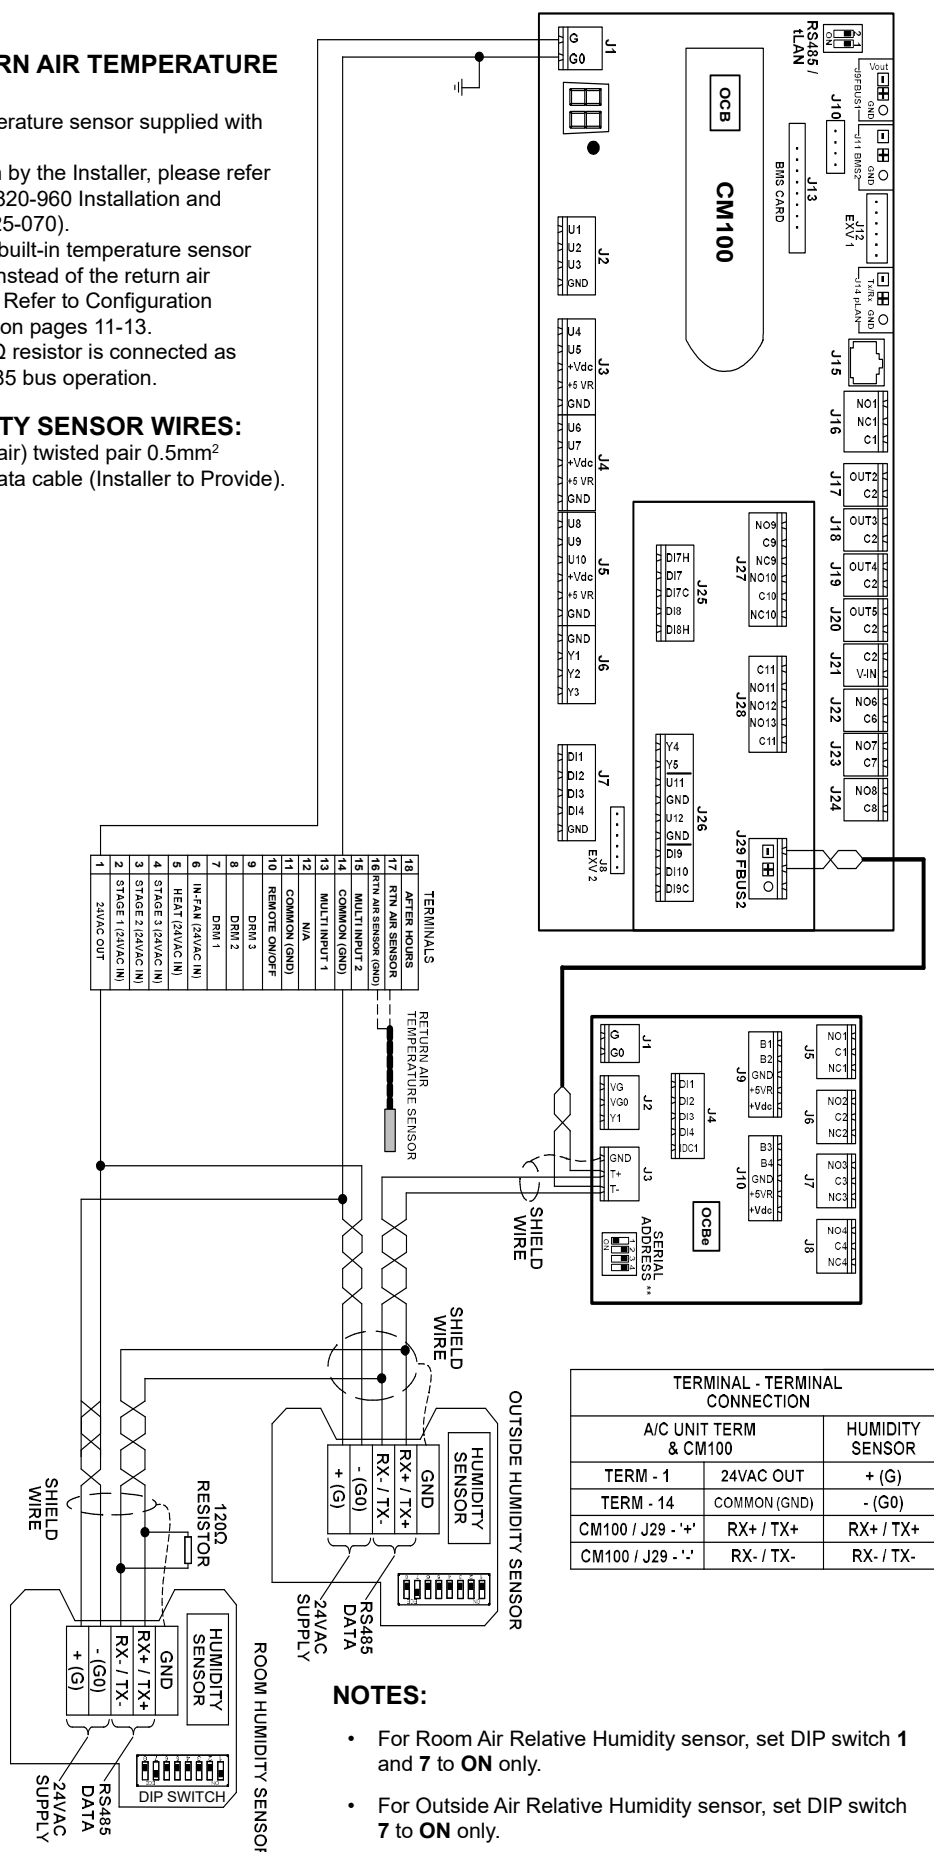 RN AIR TEMPERATURE
erature sensor supplied with
n by the Installer, please refer
820-960 Installation and
25-070).
built-in temperature sensor
nstead of the return air
Refer to Configuration
on pages 11-13.
Ω resistor is connected as
85 bus operation.
TY SENSOR WIRES:
air) twisted pair 0.5mm²
ata cable (Installer to Provide).
G
G0
J1
OCB
CM100
RS485 /
tLAN
ON
1 2
Vout
GND
J9FBUS1
J10
J11 BMS2
GND
J13
BMS CARD
J12
EXV 1
Tx/Rx GND
J14 pLAN
J15
U1
U2
U3
GND
J2
U4
U5
+Vdc
+5 VR
GND
J3
U6
U7
+Vdc
+5 VR
GND
J4
U8
U9
U10
+Vdc
+5 VR
GND
J5
GND
Y1
Y2
Y3
J6
DI1
DI2
DI3
DI4
GND
J7
J8
EXV 2
NO1
NC1
C1
J16
OUT2
C2
J17
OUT3
C2
J18
OUT4
C2
J19
OUT5
C2
J20
C2
V-IN
J21
NO6
C6
J22
NO7
C7
J23
NO8
C8
J24
DI7H
DI7
DI7C
DI8
DI8H
J25
NO9
C9
NC9
NO10
C10
NC10
J27
C11
NO11
NO12
NO13
C11
J28
Y4
Y5
U11
GND
U12
GND
DI9
DI10
DI9C
J26
J29 FBUS2
TERMINALS
18 AFTER HOURS
17 RTN AIR SENSOR
16 RTN AIR SENSOR (GND)
15 MULTI INPUT 2
14 COMMON (GND)
13 MULTI INPUT 1
12 N/A
11 COMMON (GND)
10 REMOTE ON/OFF
9 DRM 3
8 DRM 2
7 DRM 1
6 IN-FAN (24VAC IN)
5 HEAT (24VAC IN)
4 STAGE 3 (24VAC IN)
3 STAGE 2 (24VAC IN)
2 STAGE 1 (24VAC IN)
1 24VAC OUT
RETURN AIR
TEMPERATURE SENSOR
G
G0
J1
VG
VG0
Y1
J2
GND
T+
T-
J3
DI1
DI2
DI3
DI4
IDC1
J4
B1
B2
GND
+5VR
+Vdc
J9
B3
B4
GND
+5VR
+Vdc
J10
NO1
C1
NC1
J5
NO2
C2
NC2
J6
NO3
C3
NC3
J7
NO4
C4
NC4
J8
OCBe
SERIAL
ADDRESS **
1 2 3 4
ON
SHIELD
WIRE
SHIELD
WIRE
OUTSIDE HUMIDITY SENSOR
HUMIDITY
SENSOR
GND
RX+ / TX+
RX- / TX-
- (G0)
+ (G)
RS485
DATA
24VAC
SUPPLY
120Ω
RESISTOR
SHIELD
WIRE
ROOM HUMIDITY SENSOR
HUMIDITY
SENSOR
GND
RX+ / TX+
RX- / TX-
- (G0)
+ (G)
DIP SWITCH
RS485
DATA
24VAC
SUPPLY
TERMINAL - TERMINAL
CONNECTION
A/C UNIT TERM
& CM100
HUMIDITY
SENSOR
TERM - 1 24VAC OUT + (G)
TERM - 14 COMMON (GND) - (G0)
CM100 / J29 - '+' RX+ / TX+ RX+ / TX+
CM100 / J29 - '-' RX- / TX- RX- / TX-
NOTES:
• For Room Air Relative Humidity sensor, set DIP switch 1
and 7 to ON only.
• For Outside Air Relative Humidity sensor, set DIP switch
7 to ON only.